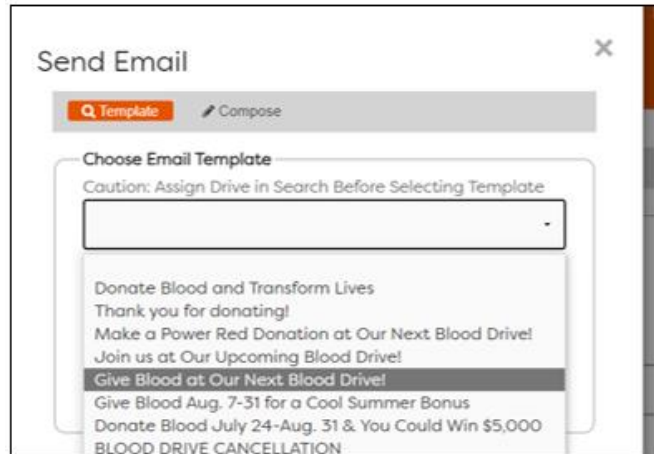 Send Email
Template Compose
Choose Email Template
Caution: Assign Drive in Search Before Selecting Template
Donate Blood and Transform Lives
Thank you for donating!
Make a Power Red Donation at Our Next Blood Drive!
Join us at Our Upcoming Blood Drive!
Give Blood at Our Next Blood Drive!
Give Blood Aug. 7-31 for a Cool Summer Bonus
Donate Blood July 24-Aug. 31 & You Could Win $5,000
BLOOD DRIVE CANCELLATION